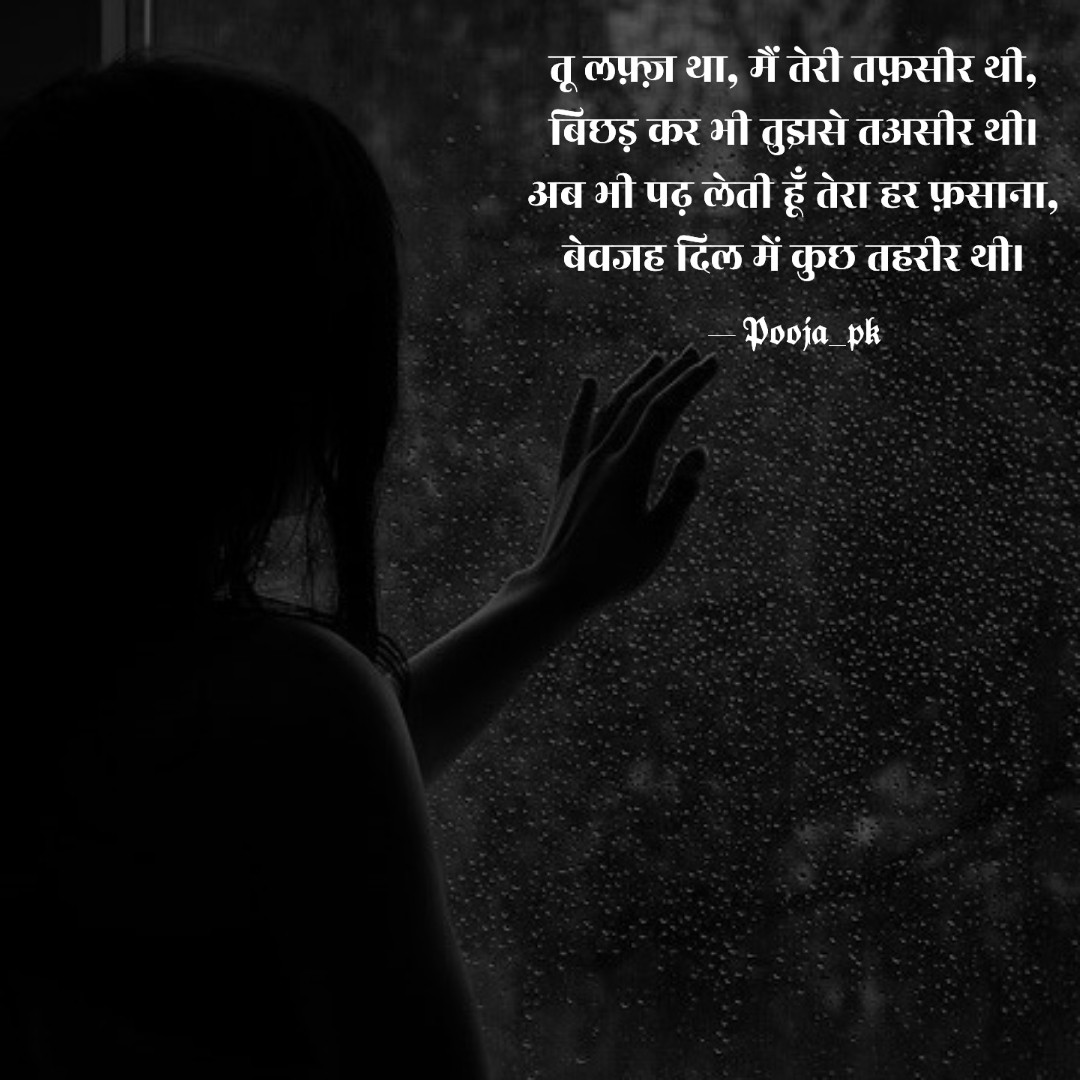 तू लफ़्ज़ था, मैं तेरी तफ़सीर थी,
बिछड़ कर भी तुझसे तअसीर थी।
अब भी पढ़ लेती हूँ तेरा हर फ़साना,
बेवजह दिल में कुछ तहरीर थी।
— Pooja_pk